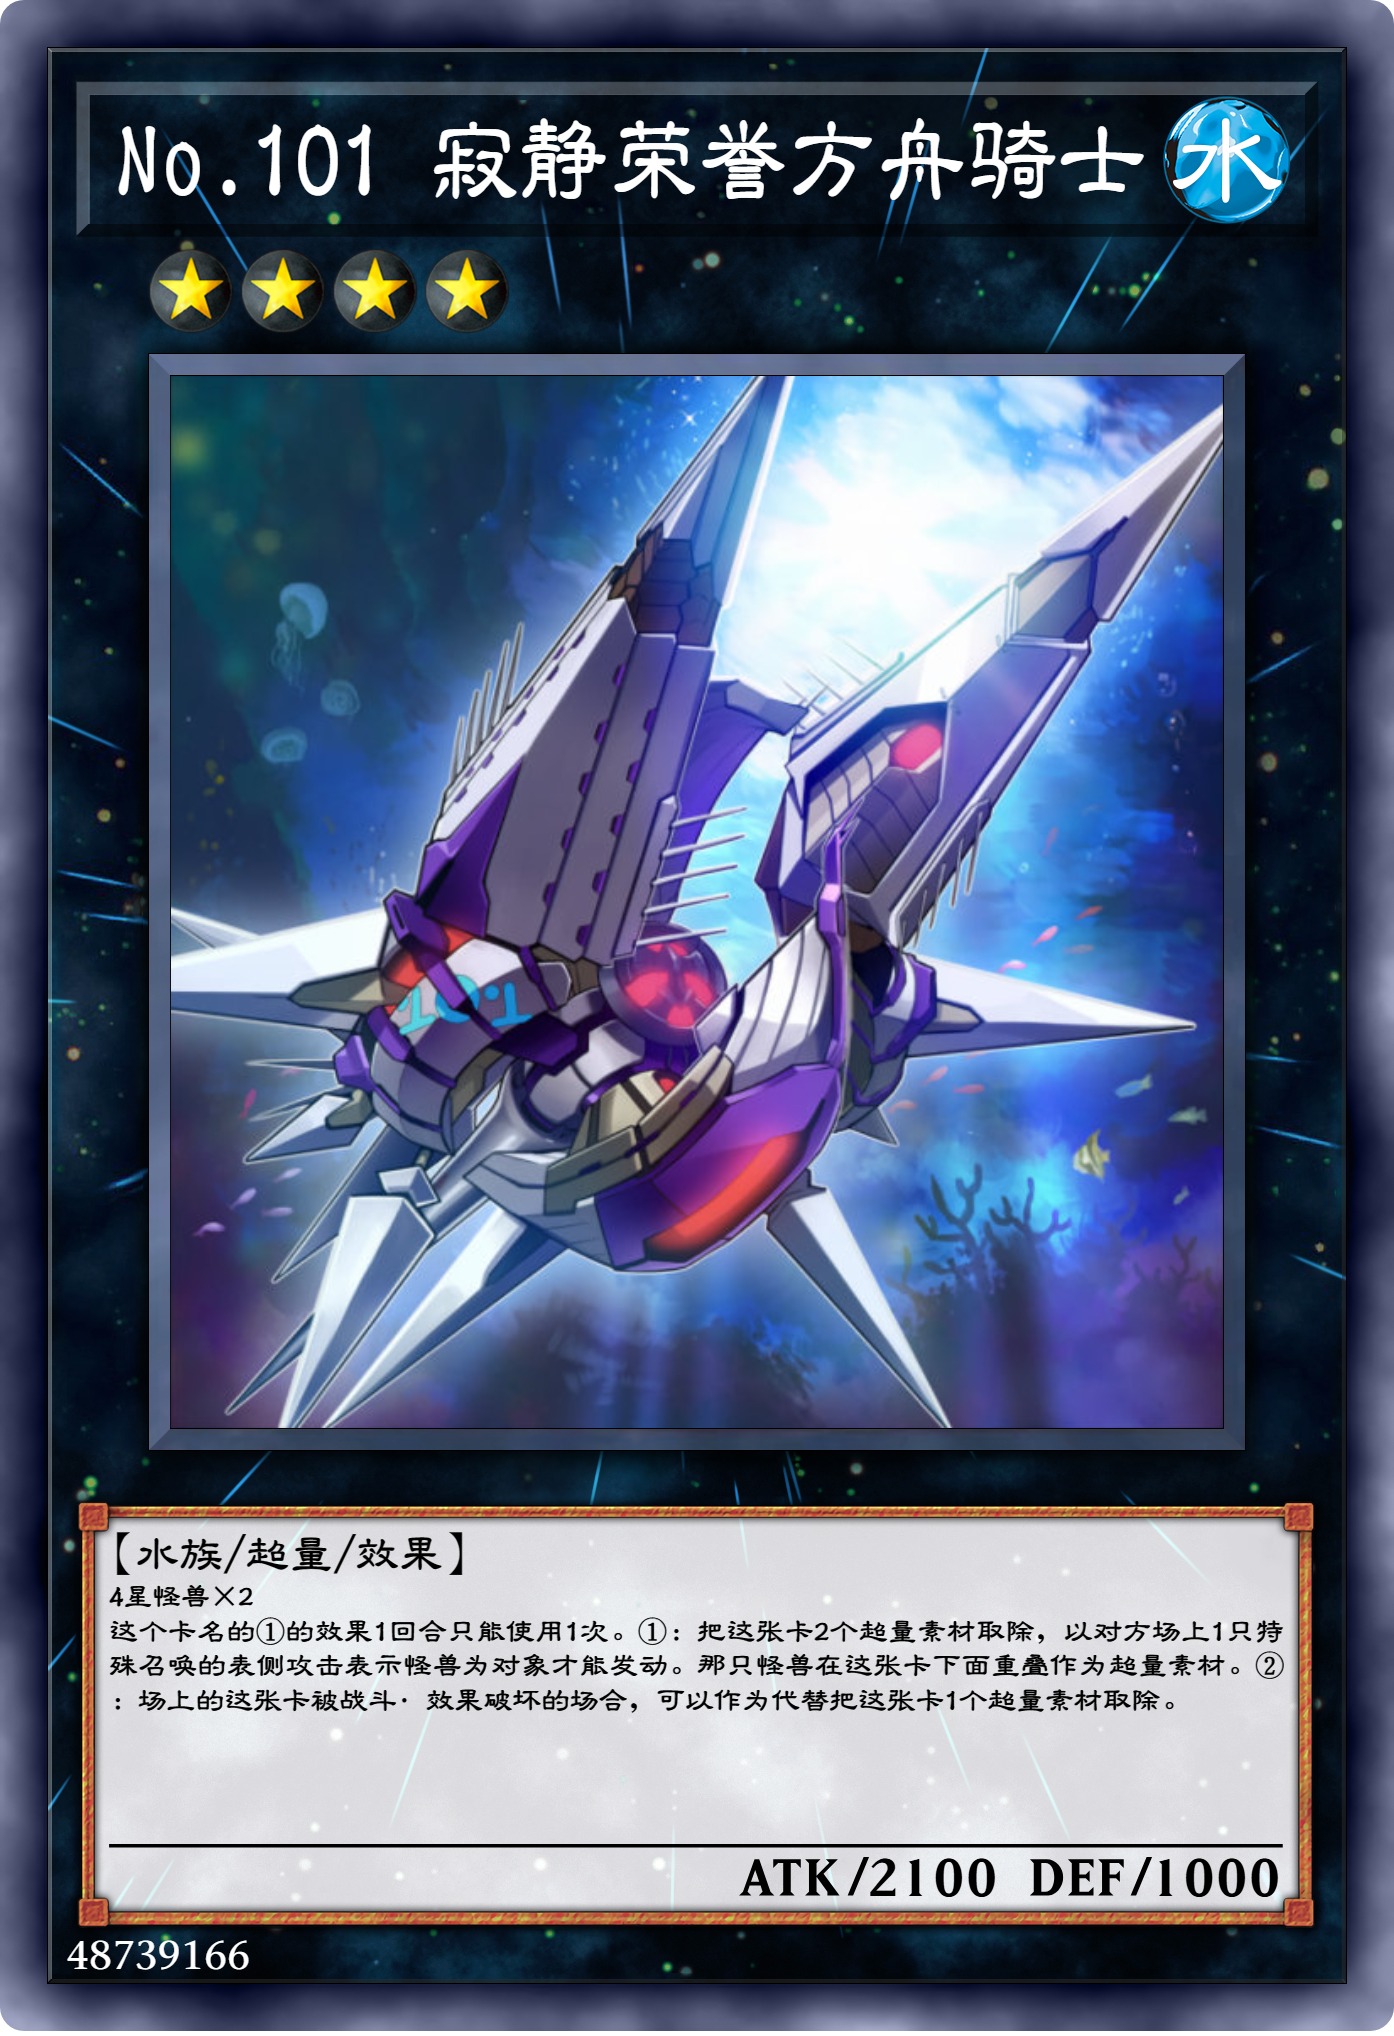 No.101 寂静荣誉方舟骑士 水
101
【水族/超量/效果】
4星怪兽×2
这个卡名的①的效果1回合只能使用1次。①：把这张卡2个超量素材取除，以对方场上1只特
殊召唤的表侧攻击表示怪兽为对象才能发动。那只怪兽在这张卡下面重叠作为超量素材。②
：场上的这张卡被战斗·效果破坏的场合，可以作为代替把这张卡1个超量素材取除。
ATK/2100 DEF/1000
48739166